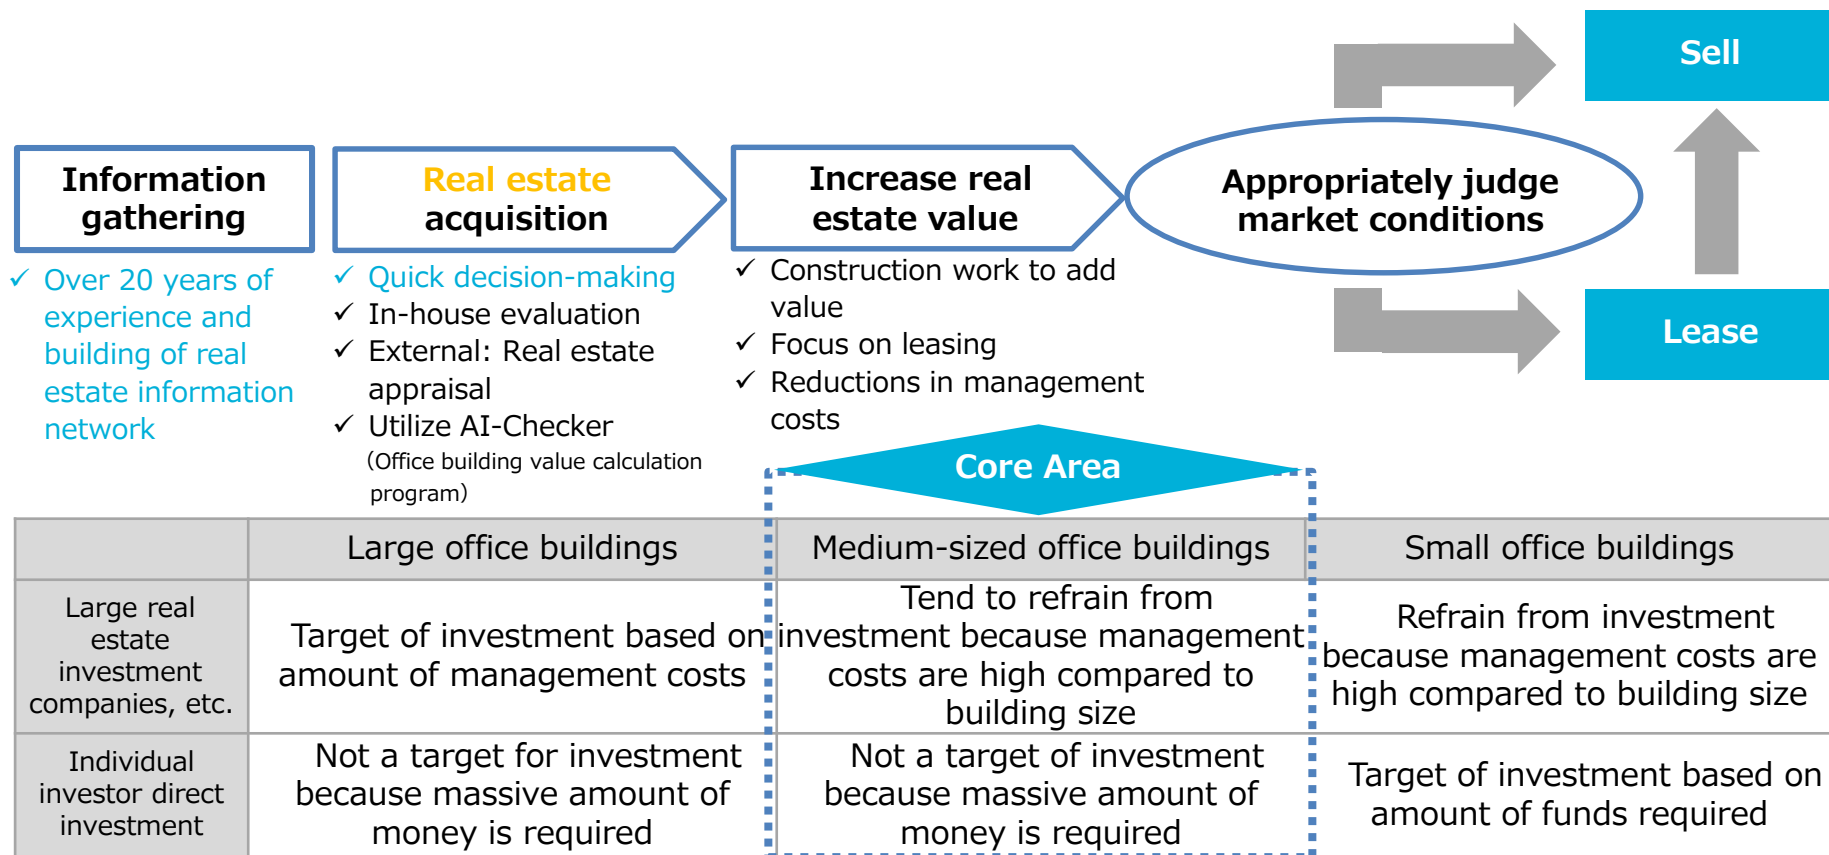 Sell
Information
gathering
Real estate
acquisition
Increase real
estate value
Appropriately judge
market conditions
✓ Over 20 years of
experience and
building of real
estate information
network
✓ Quick decision-making
✓ In-house evaluation
✓ External: Real estate
appraisal
✓ Utilize AI-Checker
(Office building value calculation
program)
✓ Construction work to add
value
✓ Focus on leasing
✓ Reductions in management
costs
Lease
Core Area
Large office buildings
Medium-sized office buildings
Small office buildings
Large real
estate
investment
companies, etc.
Target of investment based on
amount of management costs
Tend to refrain from
investment because management
costs are high compared to
building size
Refrain from investment
because management costs are
high compared to building size
Individual
investor direct
investment
Not a target for investment
because massive amount of
money is required
Not a target of investment
because massive amount of
money is required
Target of investment based on
amount of funds required